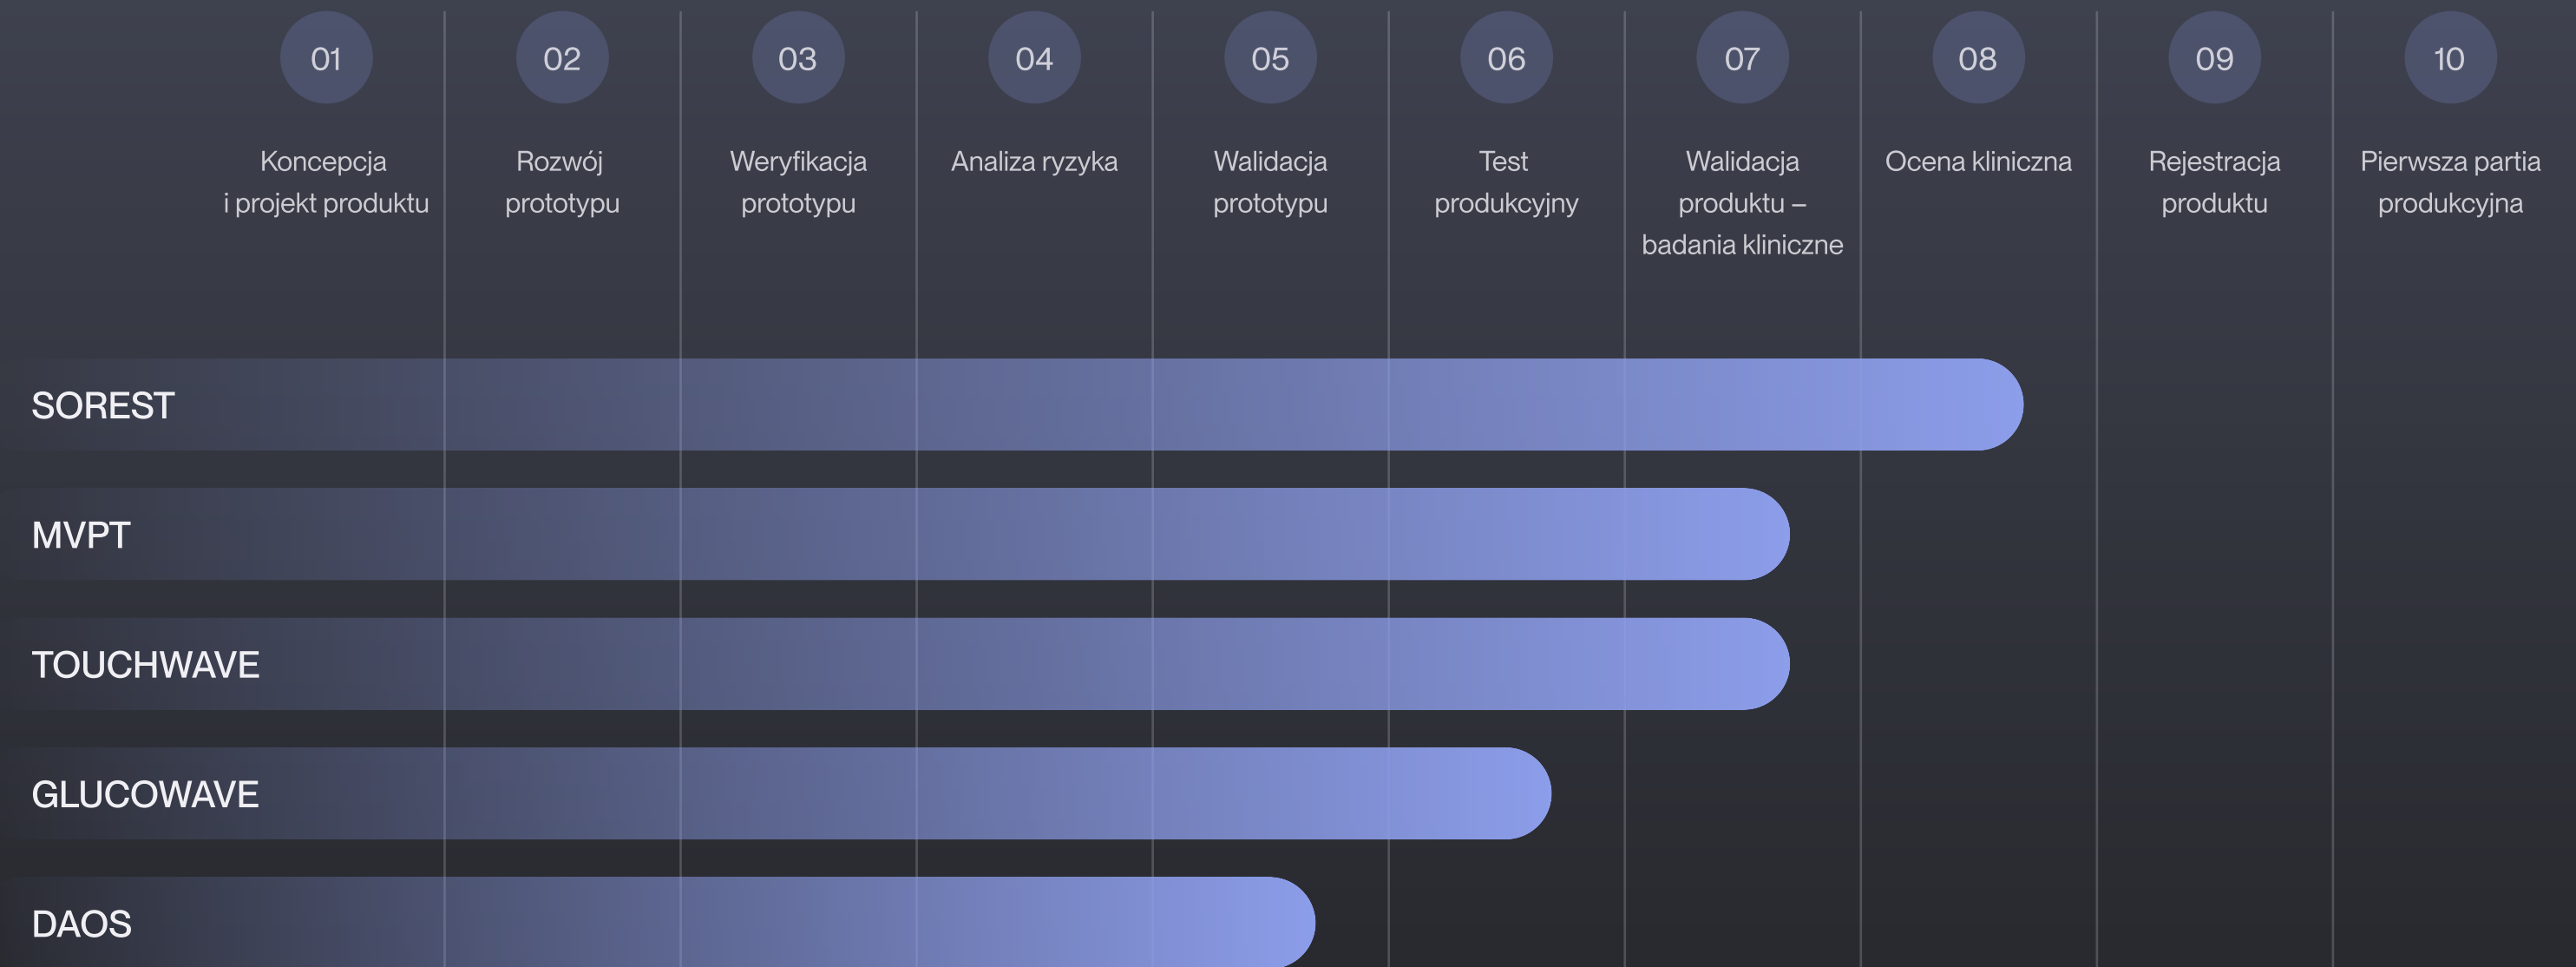 01
Koncepcja
i projekt produktu
02
Rozwój
prototypu
03
Weryfikacja
prototypu
04
Analiza ryzyka
05
Walidacja
prototypu
06
Test
produkcyjny
07
Walidacja
produktu –
badania kliniczne
08
Ocena kliniczna
09
Rejestracja
produktu
10
Pierwsza partia
produkcyjna
SOREST
MVPT
TOUCHWAVE
GLUCOWAVE
DAOS